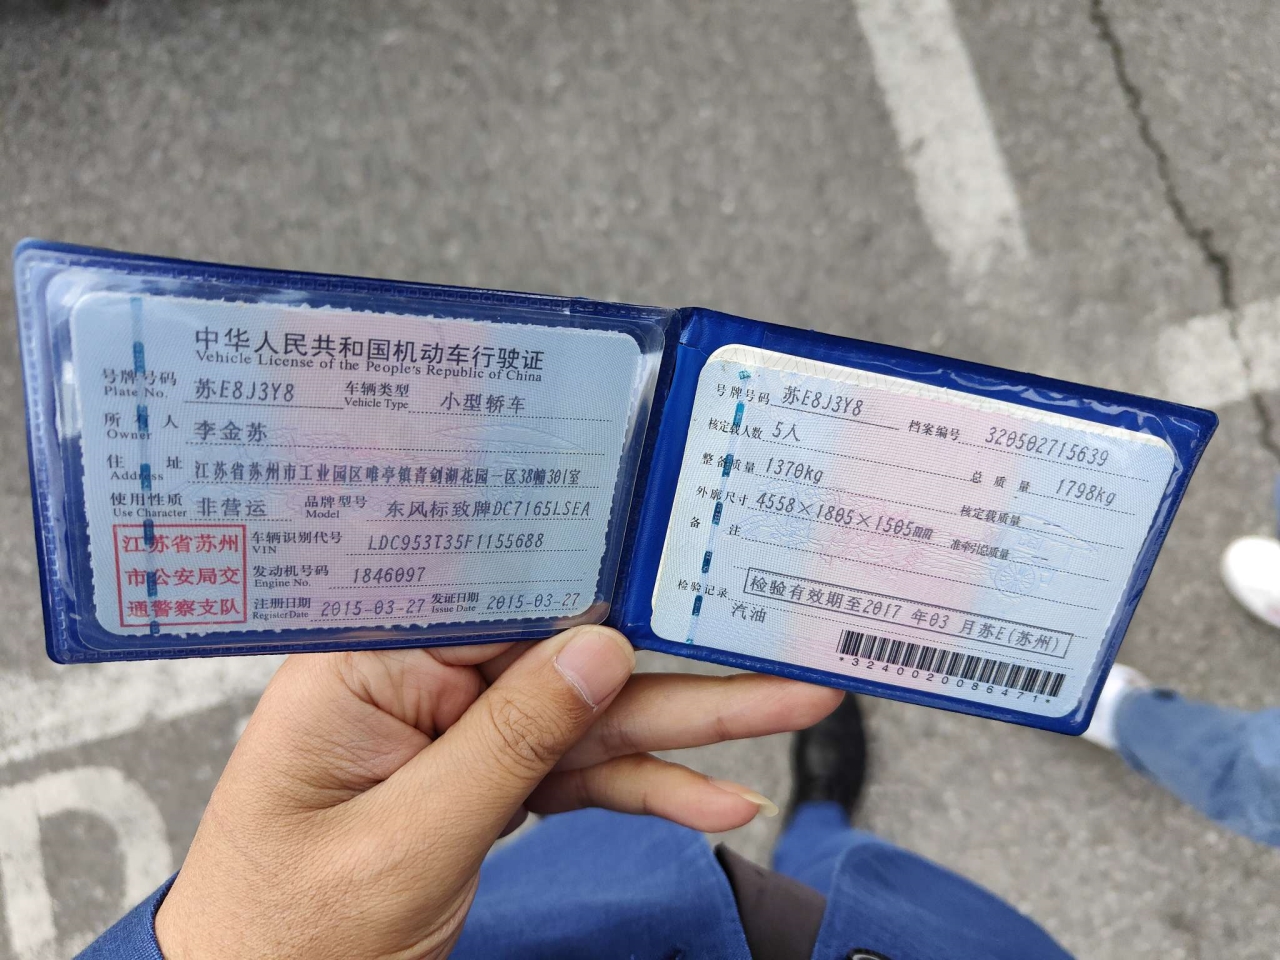 中华人民共和国机动车行驶证
Vehicle License of the People's Republic of China
号牌号码 苏E8J3Y8 车辆类型 小型轿车
Plate No. Vehicle Type
所有人 李金苏
Owner
住址 江苏省苏州市工业园区唯亭镇青剑湖花园一区38幢301室
Address
使用性质 非营运 品牌型号 东风标致牌DC7165LSEA
Use Character Model
江苏省苏州
市公安局交
通警察支队
车辆识别代号 LDC953T35F1155688
VIN
发动机号码 1846097
Engine No.
注册日期 2015-03-27 发证日期 2015-03-27
Register Date Issue Date
号牌号码 苏E8J3Y8 档案编号 320502715639
核定载人数 5人 总质量 1798kg
整备质量 1370kg 核定载质量
外廓尺寸 4558×1805×1505mm 准牵引总质量
备注
检验记录 检验有效期至2017年03月苏E(苏州)
汽油
*3240020086471*